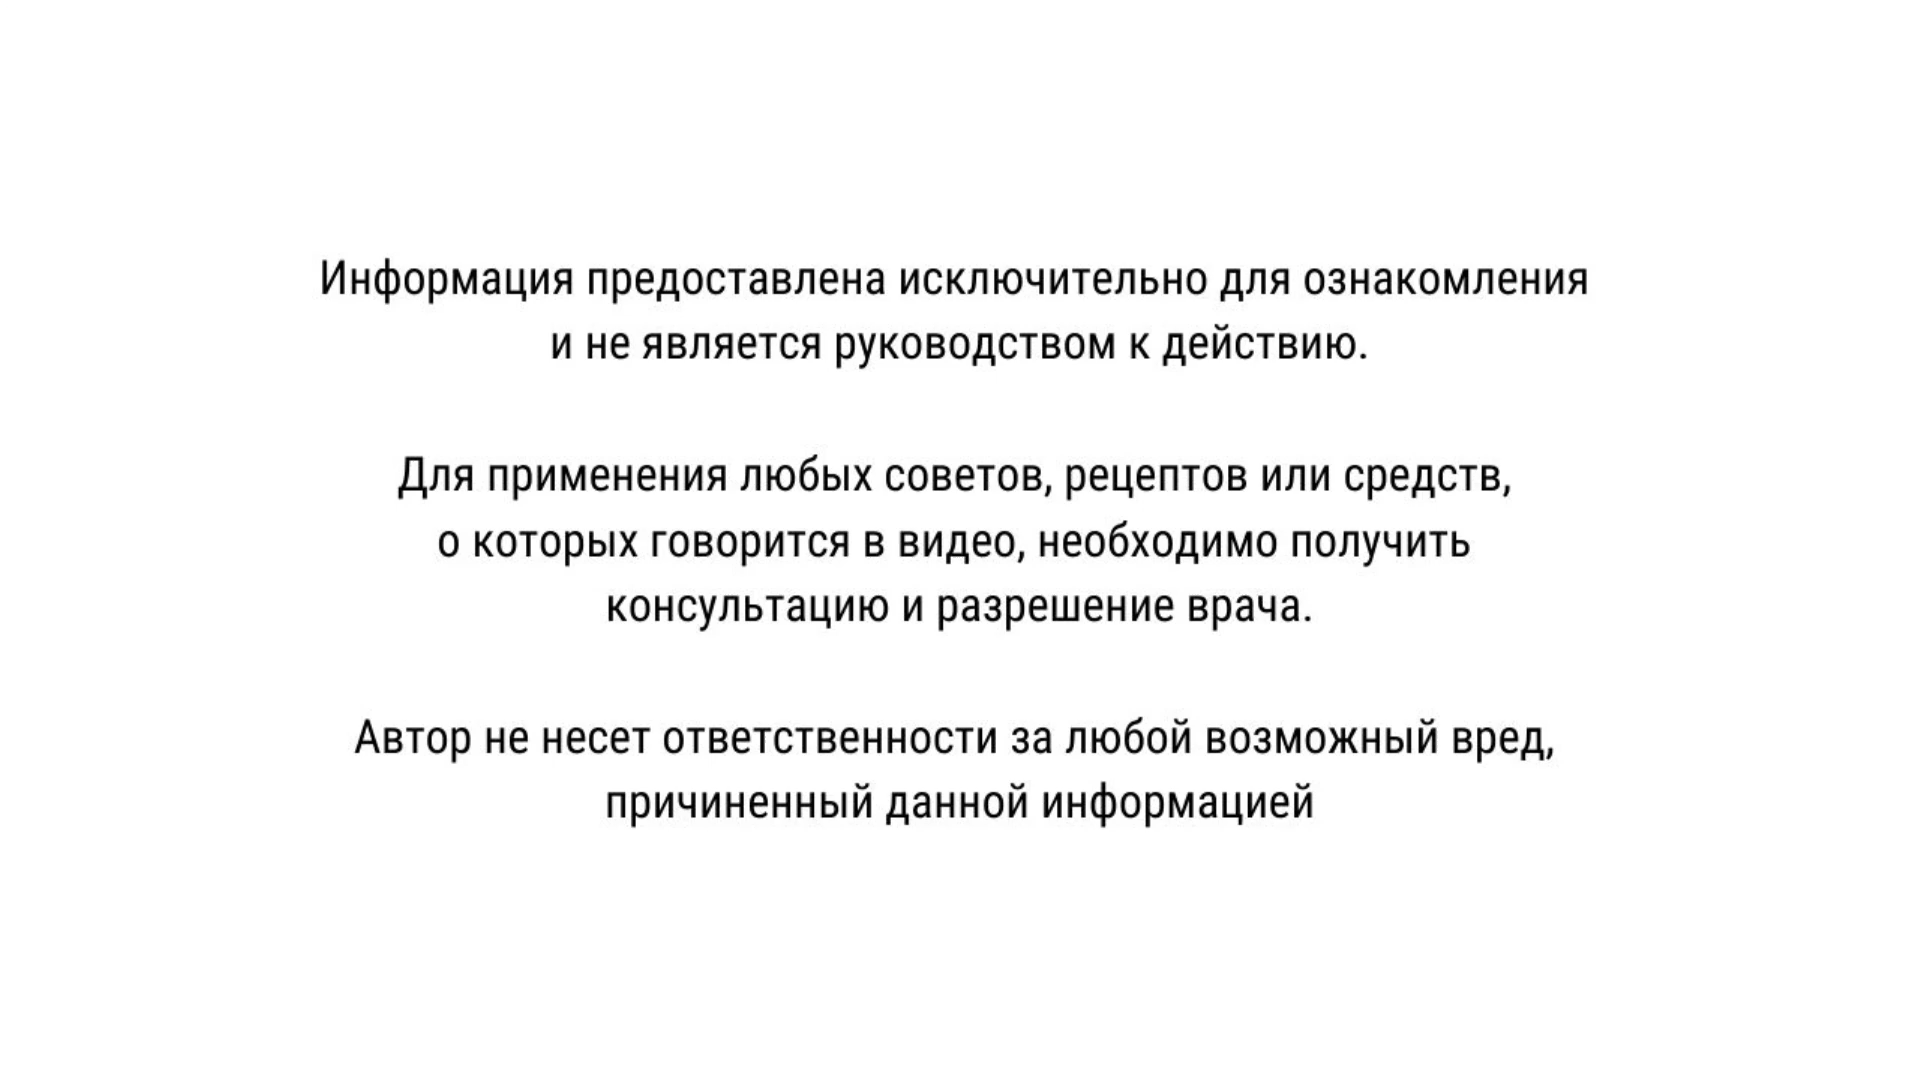 Информация предоставлена исключительно для ознакомления
и не является руководством к действию.
Для применения любых советов, рецептов или средств,
о которых говорится в видео, необходимо получить
консультацию и разрешение врача.
Автор не несет ответственности за любой возможный вред,
причиненный данной информацией